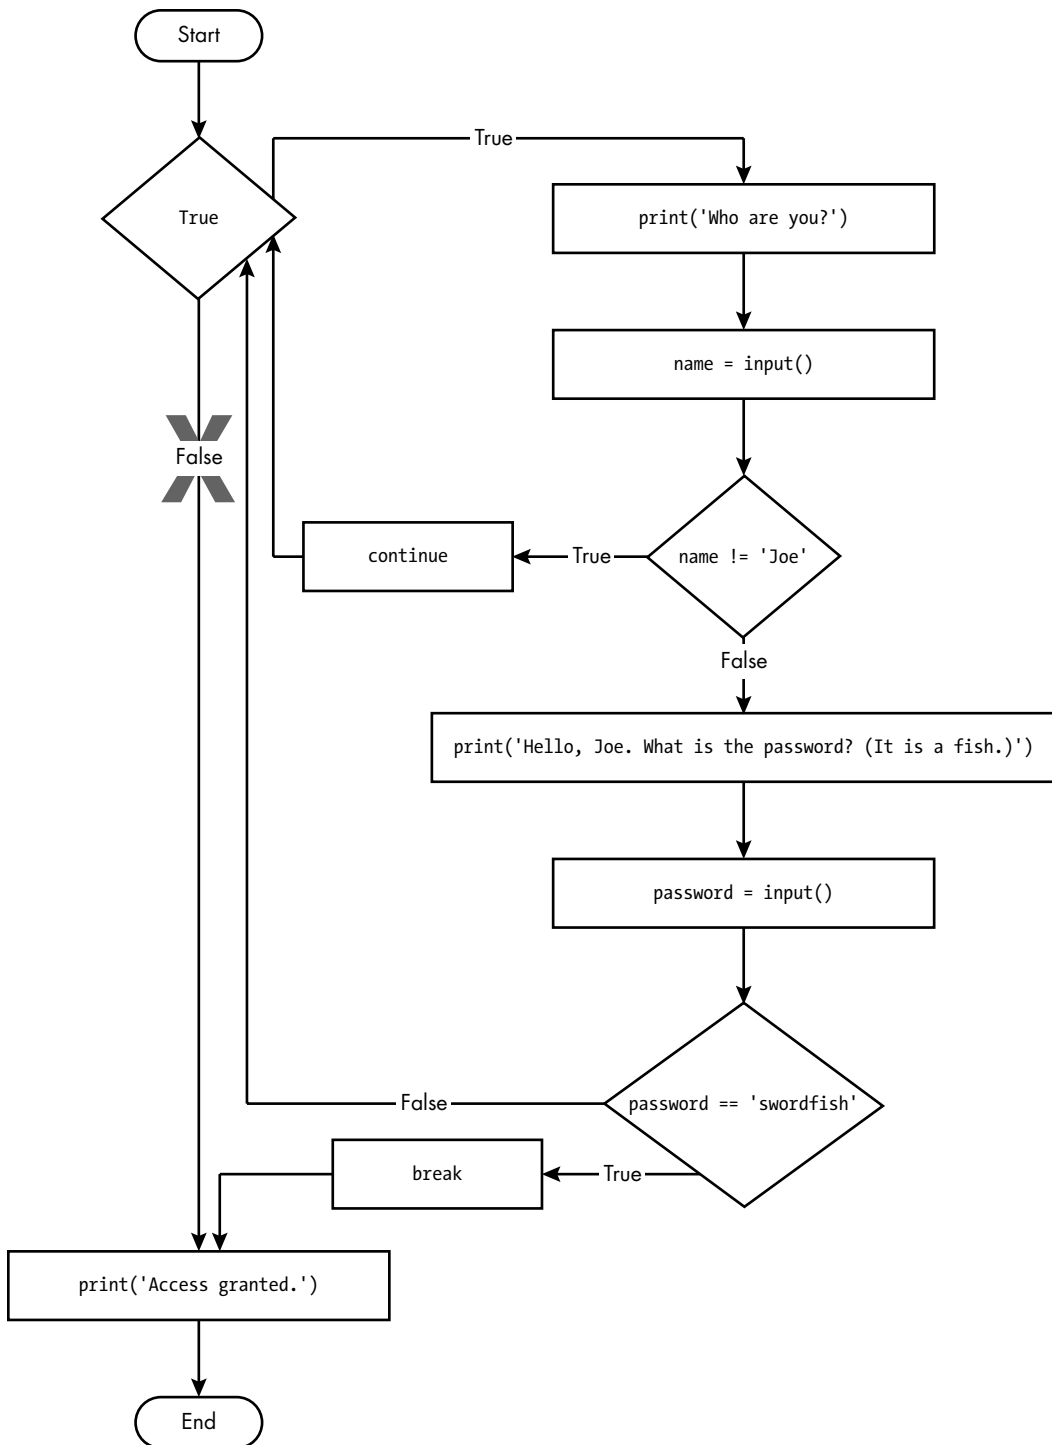 Start
True
True
print('Who are you?')
name = input()
False
continue
True
name != 'Joe'
False
print('Hello, Joe. What is the password? (It is a fish.)')
password = input()
False
password == 'swordfish'
break
True
print('Access granted.')
End